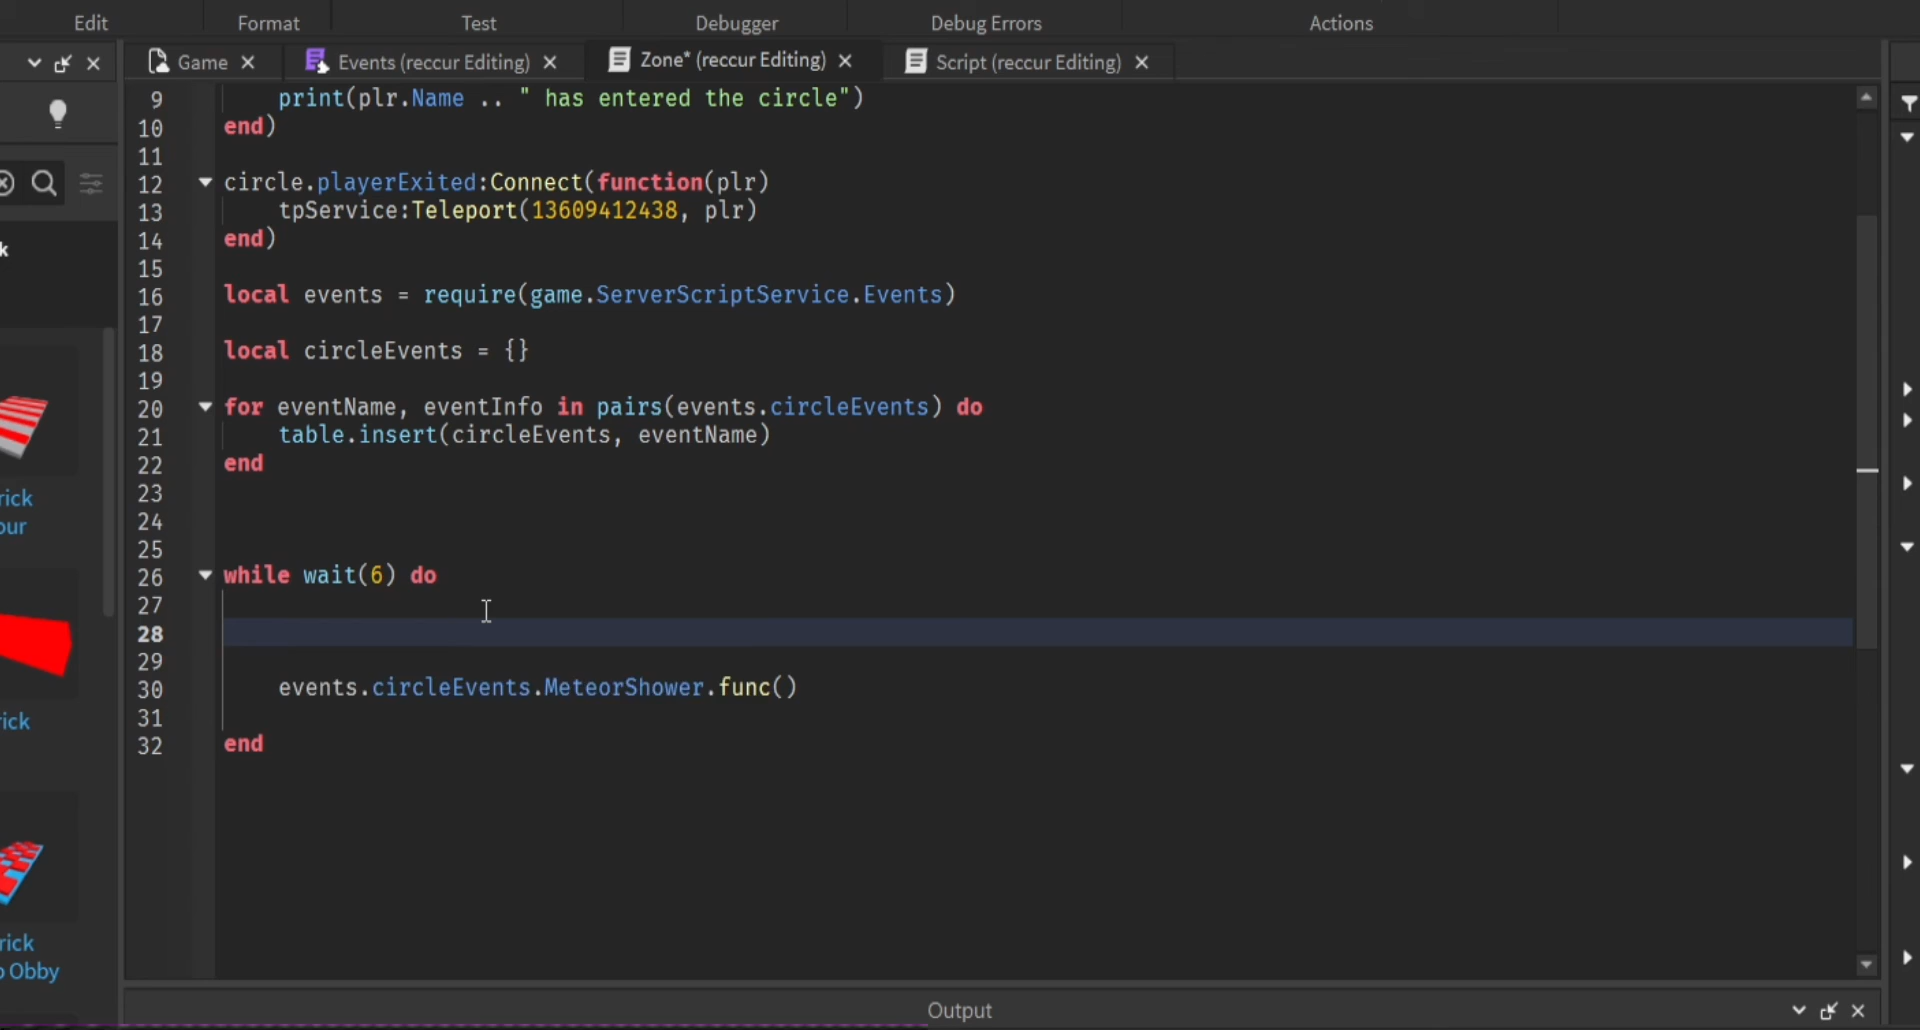 Edit Format Test Debugger Debug Errors Actions
Game Events (reccur Editing) Zone* (reccur Editing) Script (reccur Editing)
9 print(plr.Name .. " has entered the circle")
10 end)
11
12 circle.playerExited:Connect(function(plr)
13 tpService:Teleport(13609412438, plr)
14 end)
15
16 local events = require(game.ServerScriptService.Events)
17
18 local circleEvents = {}
19
20 for eventName, eventInfo in pairs(events.circleEvents) do
21 table.insert(circleEvents, eventName)
22 end
23
24
25
26 while wait(6) do
27
28
29
30 events.circleEvents.MeteorShower.func()
31
32 end
k
rick
our
rick
rick
Obby
Output